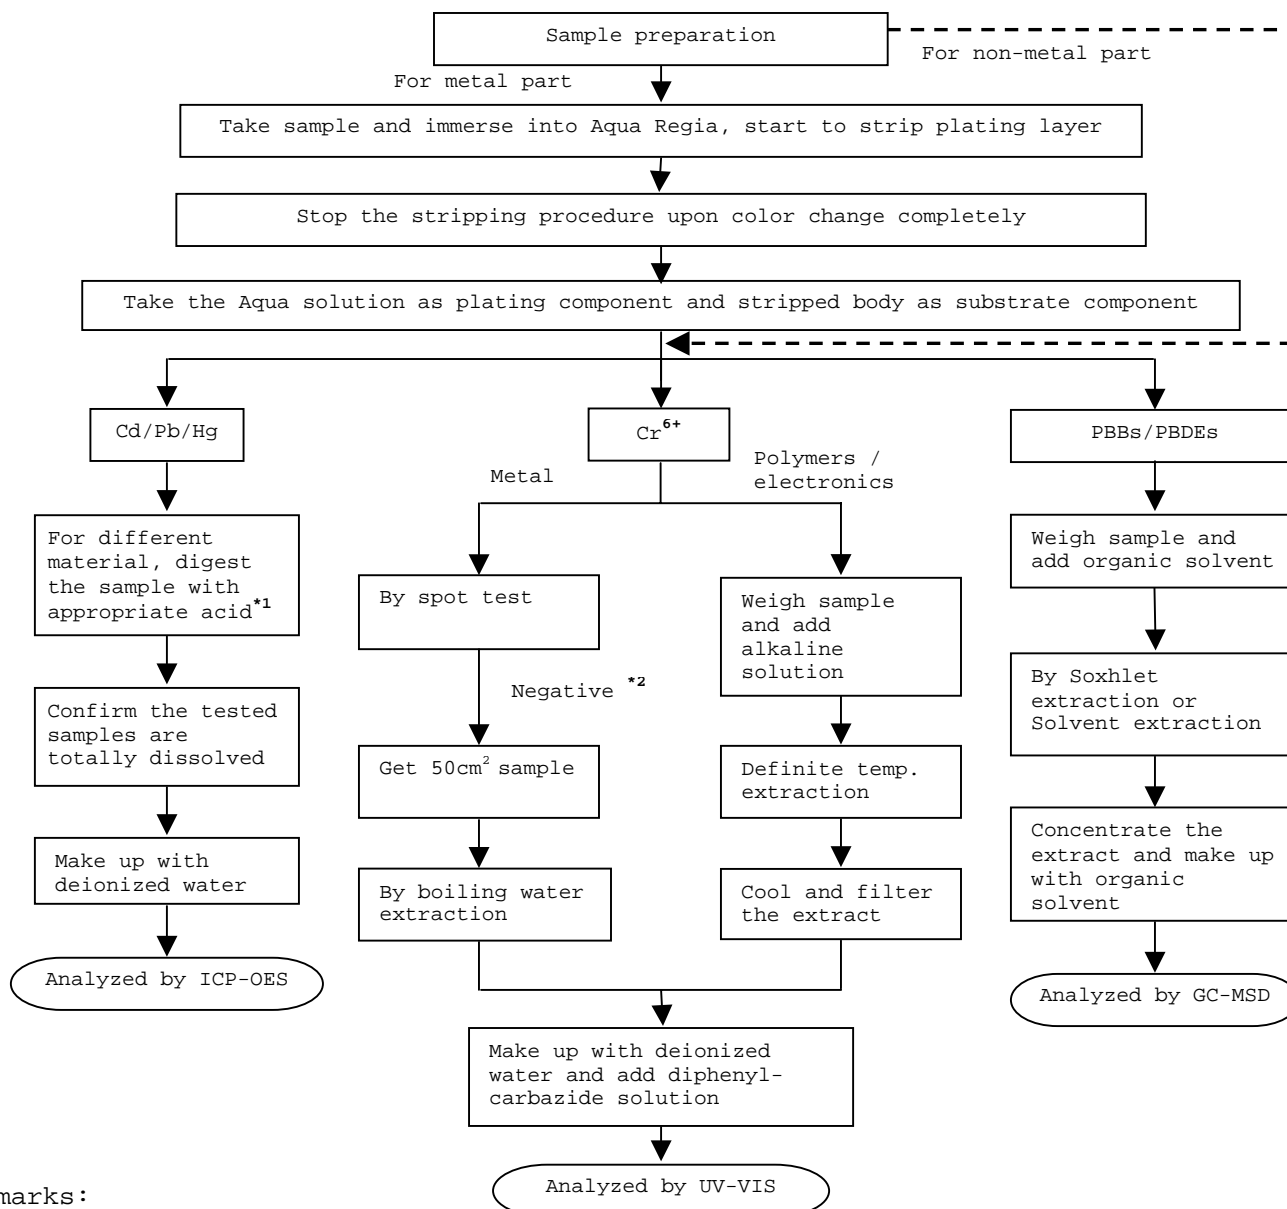 Sample preparation
For non-metal part
For metal part
Take sample and immerse into Aqua Regia, start to strip plating layer
Stop the stripping procedure upon color change completely
Take the Aqua solution as plating component and stripped body as substrate component
Cd/Pb/Hg
For different
material, digest
the sample with
appropriate acid*1
Confirm the tested
samples are
totally dissolved
Make up with
deionized water
Analyzed by ICP-OES
Cr6+
Metal
By spot test
Negative *2
Get 50cm2 sample
By boiling water
extraction
Polymers /
electronics
Weigh sample
and add
alkaline
solution
Definite temp.
extraction
Cool and filter
the extract
Make up with deionized
water and add diphenyl-
carbazide solution
Analyzed by UV-VIS
PBBs/PBDEs
Weigh sample and
add organic solvent
By Soxhlet
extraction or
Solvent extraction
Concentrate the
extract and make up
with organic
solvent
Analyzed by GC-MSD
marks: